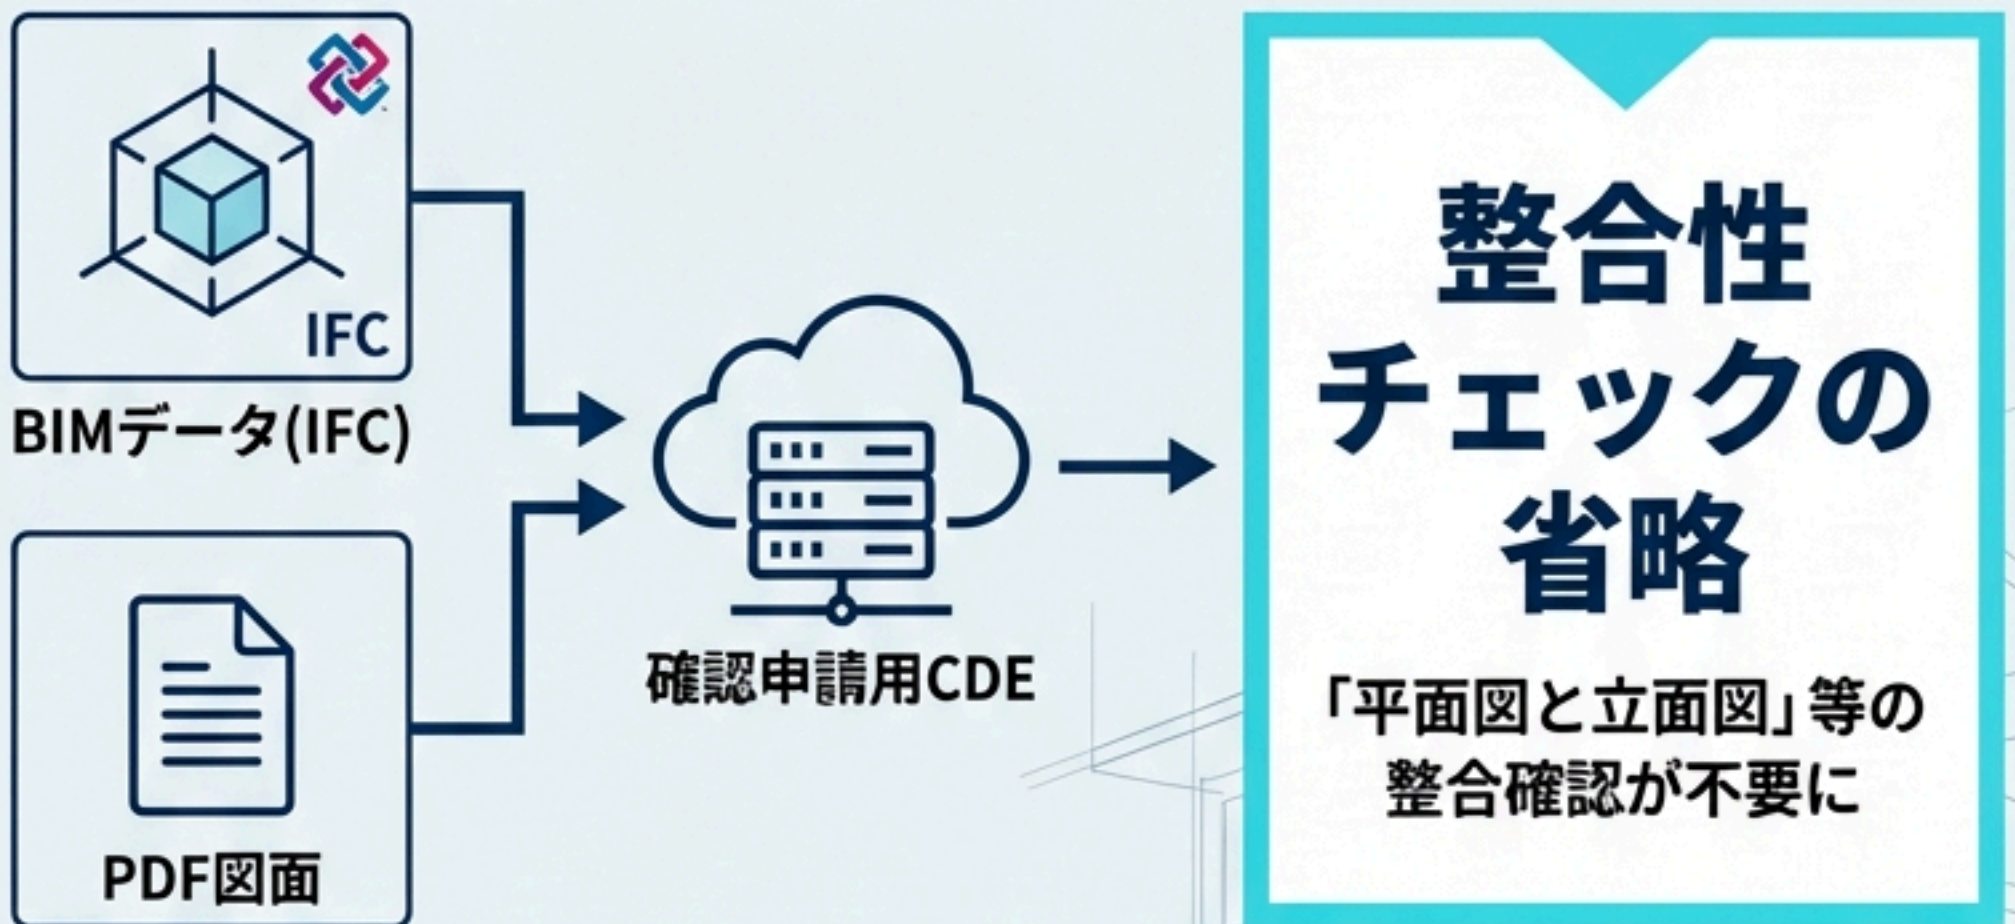 IFC
BIMデータ(IFC)
PDF図面
確認申請用CDE
整合性
チェックの
省略
「平面図と立面図」等の
整合確認が不要に